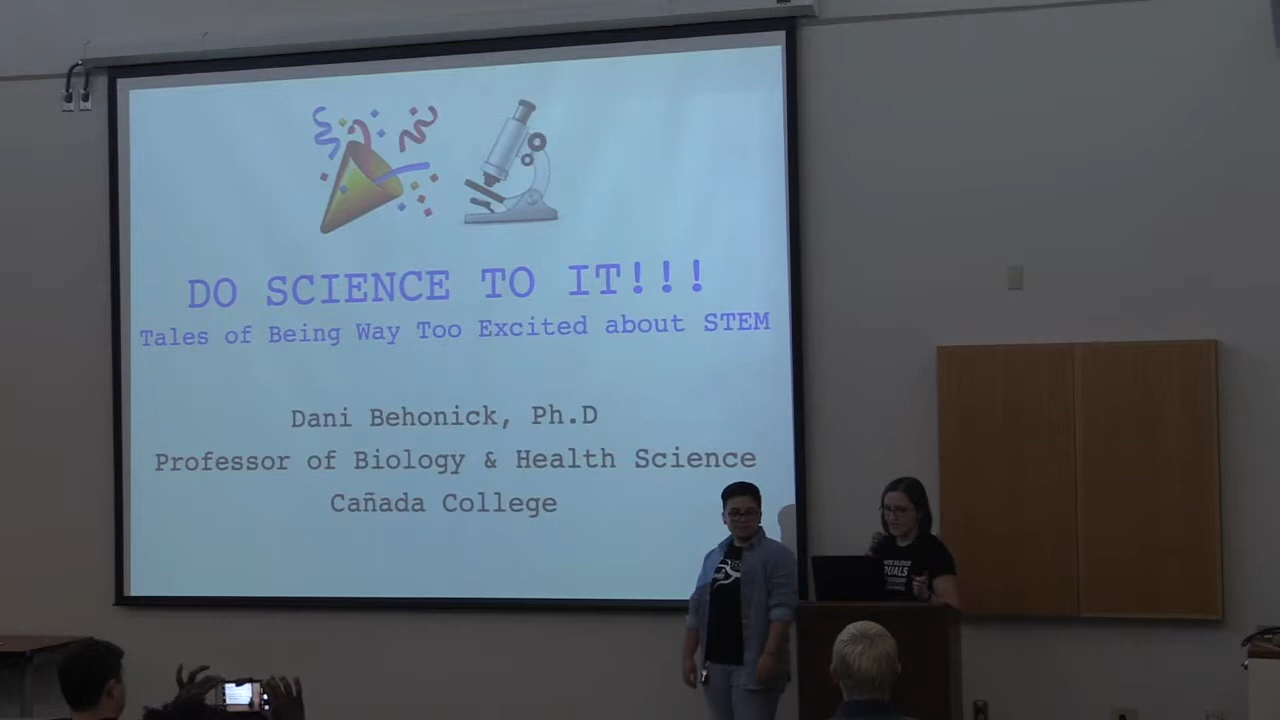 DO SCIENCE TO IT!!!
Tales of Being Way Too Excited about STEM
Dani Behonick, Ph.D
Professor of Biology & Health Science
Cañada College